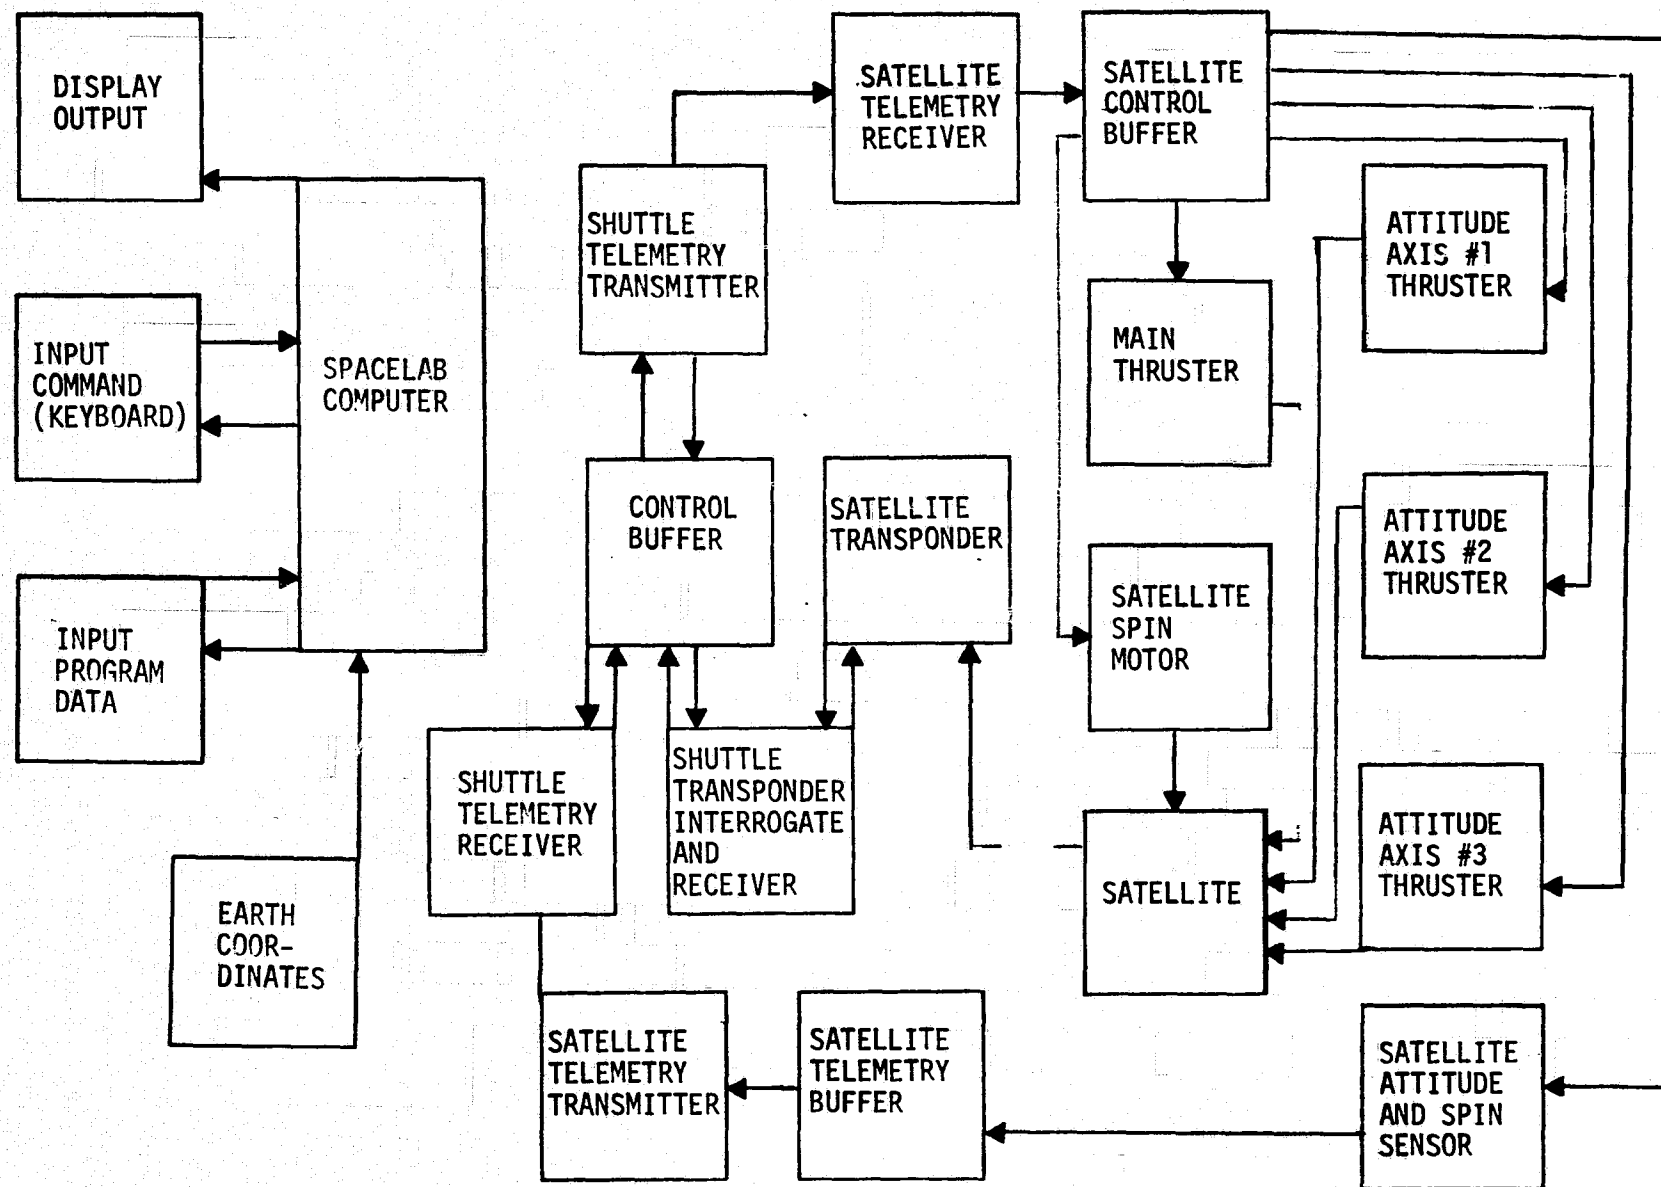 DISPLAY
OUTPUT
INPUT
COMMAND
(KEYBOARD)
INPUT
PROGRAM
DATA
EARTH
COOR-
DINATES
SPACELAB
COMPUTER
SHUTTLE
TELEMETRY
TRANSMITTER
CONTROL
BUFFER
SHUTTLE
TELEMETRY
RECEIVER
SHUTTLE
TRANSPONDER
INTERROGATE
AND
RECEIVER
SATELLITE
TRANSPONDER
SATELLITE
TELEMETRY
RECEIVER
SATELLITE
CONTROL
BUFFER
MAIN
THRUSTER
SATELLITE
SPIN
MOTOR
SATELLITE
ATTITUDE
AXIS #1
THRUSTER
ATTITUDE
AXIS #2
THRUSTER
ATTITUDE
AXIS #3
THRUSTER
SATELLITE
ATTITUDE
AND SPIN
SENSOR
SATELLITE
TELEMETRY
BUFFER
SATELLITE
TELEMETRY
TRANSMITTER